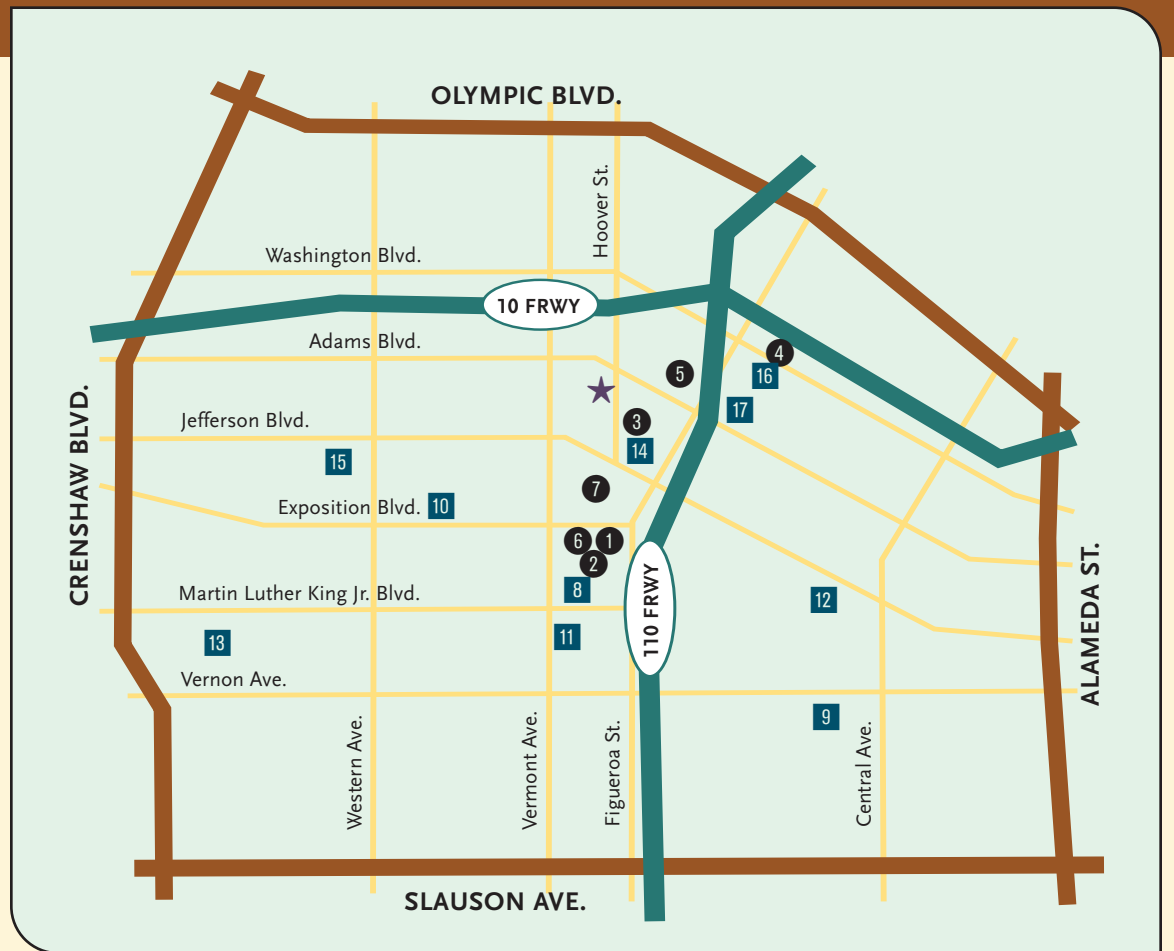 OLYMPIC BLVD.
Hoover St.
Washington Blvd.
10 FRWY
Adams Blvd.
4
5
16
CRENSHAW BLVD.
17
Jefferson Blvd.
3
14
15
7
Exposition Blvd.
10
6
1
2
8
Martin Luther King Jr. Blvd.
12
110 FRWY
11
13
ALAMEDA ST.
Vernon Ave.
9
Western Ave.
Vermont Ave.
Figueroa St.
Central Ave.
SLAUSON AVE.